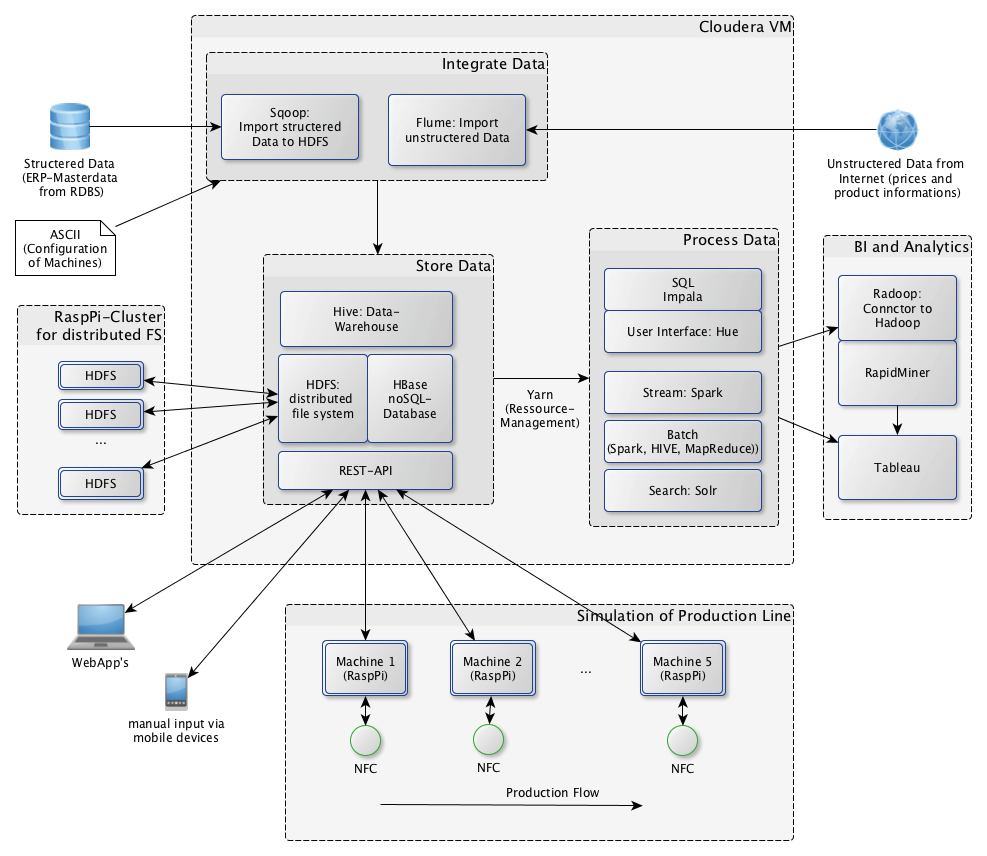 Cloudera VM
Integrate Data
Sqoop:
Import structered
Data to HDFS
Flume: Import
unstructered Data
Structered Data
(ERP-Masterdata
from RDBS)
Unstructered Data from
Internet (prices and
product informations)
ASCII
(Configuration
of Machines)
Store Data
Hive: Data-
Warehouse
HDFS:
distributed
file system
HBase
noSQL-
Database
REST-API
RaspPi-Cluster
for distributed FS
HDFS
HDFS
...
HDFS
Yarn
(Ressource-
Management)
Process Data
SQL
Impala
User Interface: Hue
Stream: Spark
Batch
(Spark, HIVE, MapReduce))
Search: Solr
BI and Analytics
Radoop:
Connctor to
Hadoop
RapidMiner
Tableau
WebApp's
manual input via
mobile devices
Simulation of Production Line
Machine 1
(RaspPi)
Machine 2
(RaspPi)
...
Machine 5
(RaspPi)
NFC
NFC
NFC
Production Flow